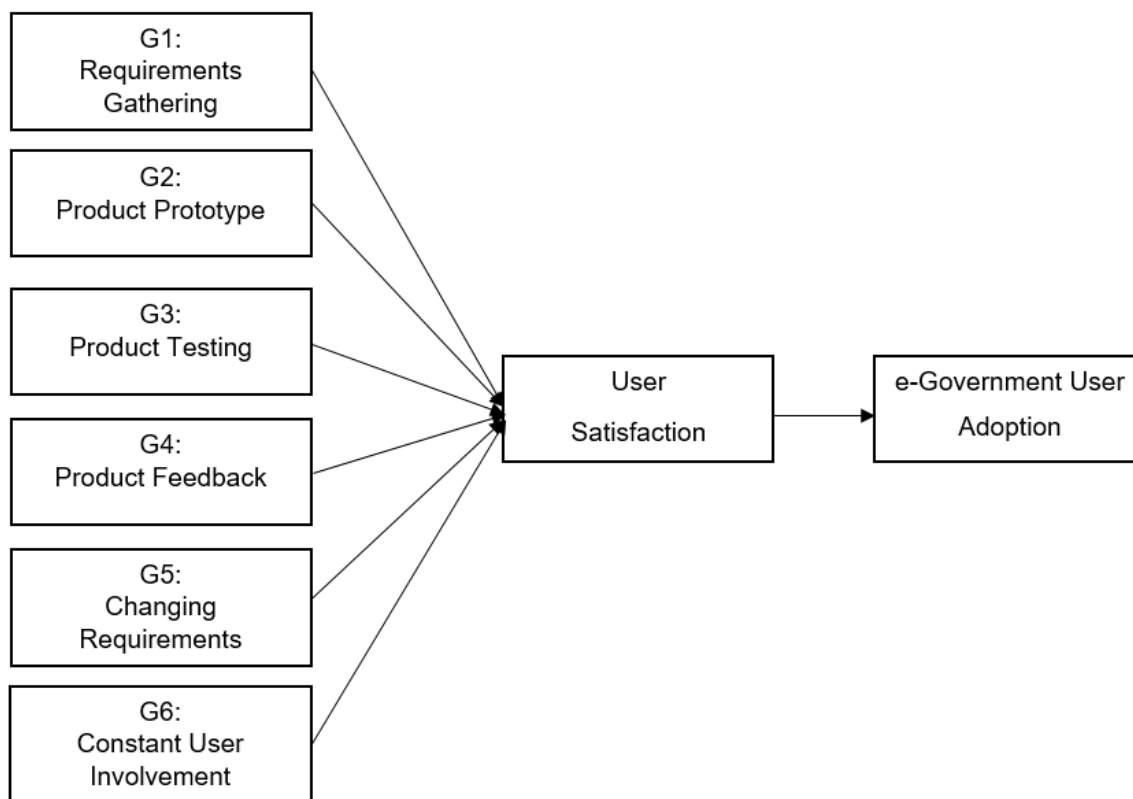 G1:
Requirements
Gathering
G2:
Product Prototype
G3:
Product Testing
G4:
Product Feedback
G5:
Changing
Requirements
G6:
Constant User
Involvement
User
Satisfaction
e-Government User
Adoption